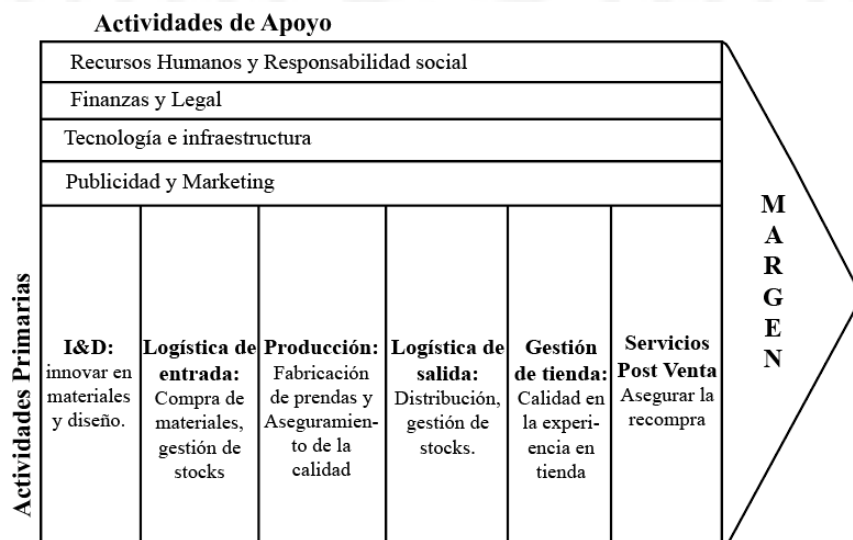 Actividades de Apoyo
Recursos Humanos y Responsabilidad social
Finanzas y Legal
Tecnología e infraestructura
Publicidad y Marketing
Actividades Primarias
I&D:
innovar en
materiales
y diseño.
Logística de
entrada:
Compra de
materiales,
gestión de
stocks
Producción:
Fabricación
de prendas y
Aseguramien-
to de la
calidad
Logística de
salida:
Distribución,
gestión de
stocks.
Gestión
de tienda:
Calidad en
la experi-
encia en
tienda
Servicios
Post Venta
Asegurar la
recompra
M
A
R
G
E
N